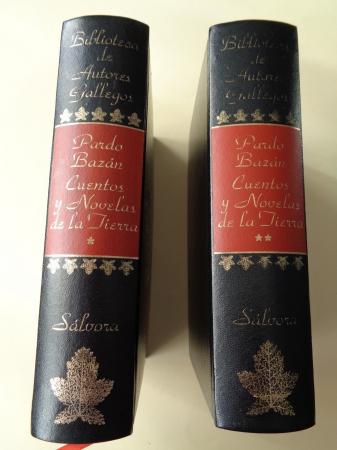 Biblioteca
de
Autores
Gallegos
Pardo
Bazán
Cuentos
y Novelas
de la Tierra
*
Sálvora
Biblioteca
de
Autores
Gallegos
Pardo
Bazán
Cuentos
y Novelas
de la Tierra
**
Sálvora